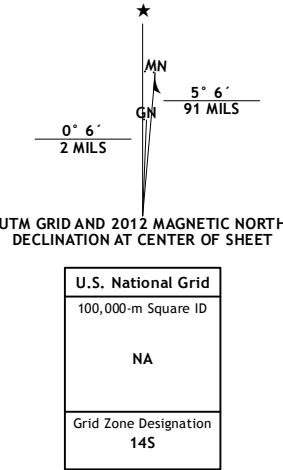 MN
5° 6´
91 MILS
GN
0° 6´
2 MILS
UTM GRID AND 2012 MAGNETIC NORTH
DECLINATION AT CENTER OF SHEET
U.S. National Grid
100,000-m Square ID
NA
Grid Zone Designation
14S